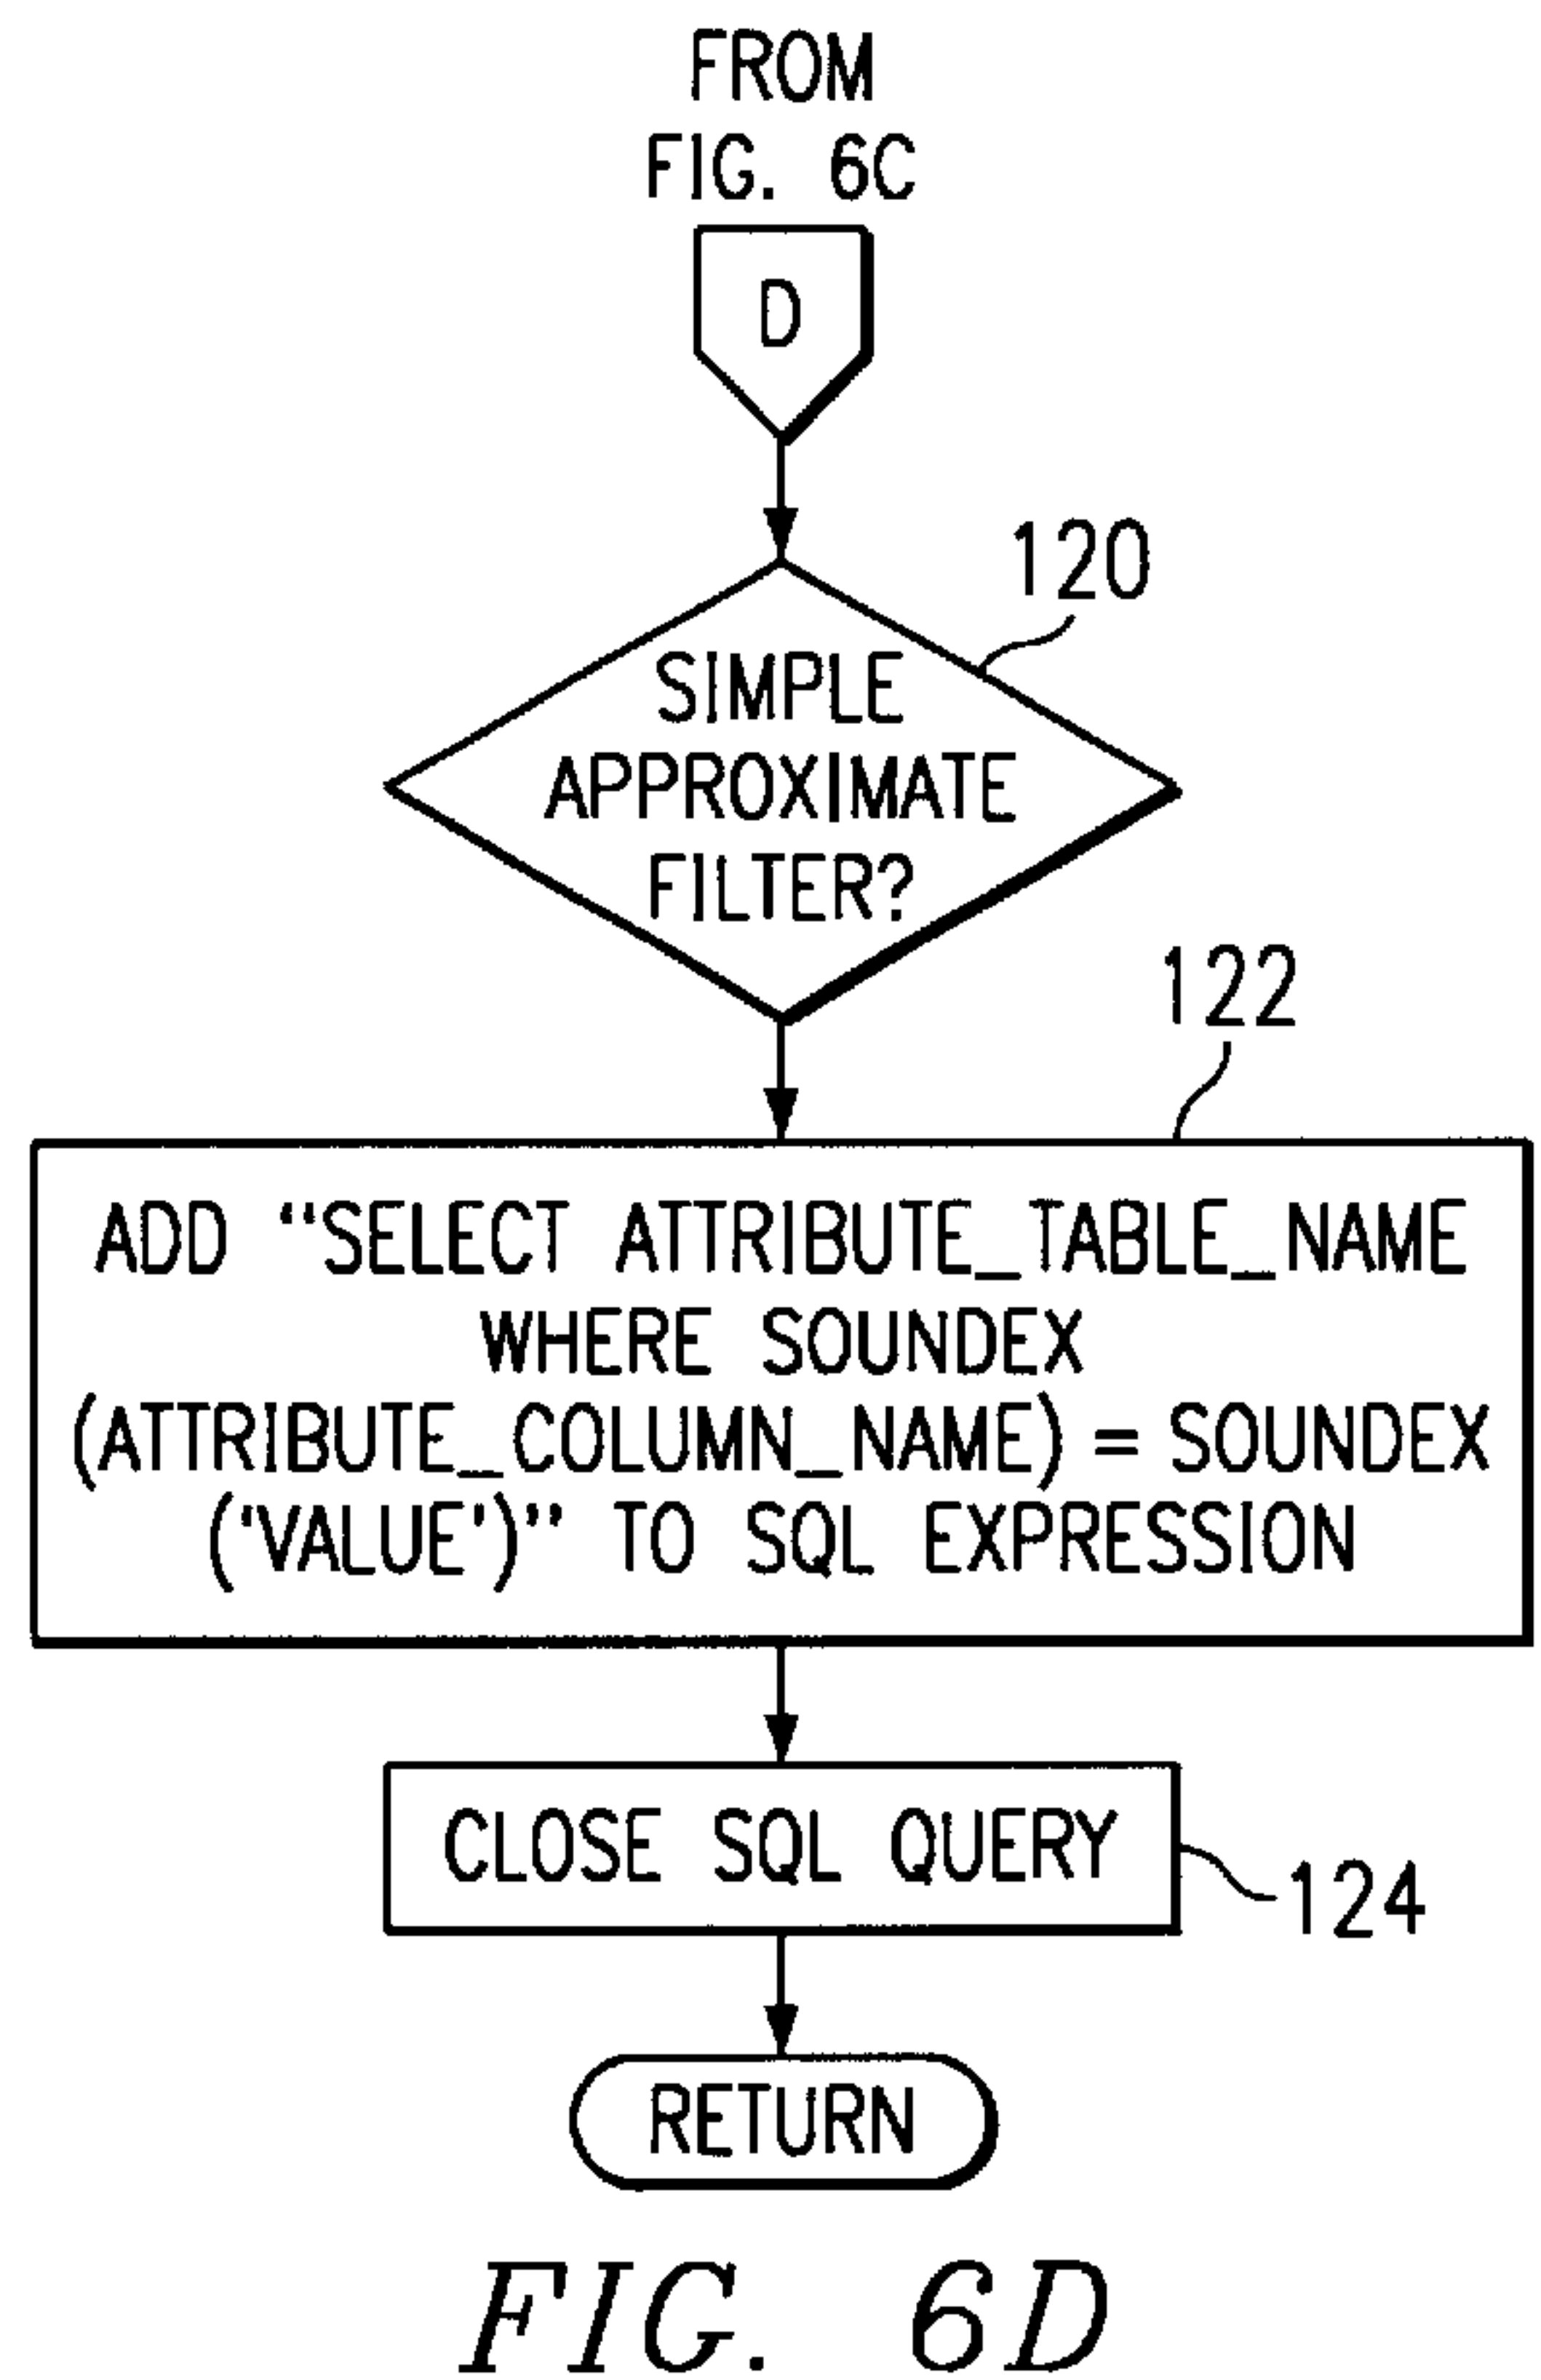 FROM
FIG. 6C
D
120
SIMPLE
APPROXIMATE
FILTER?
122
ADD “SELECT ATTRIBUTE_TABLE_NAME
WHERE SOUNDEX
(ATTRIBUTE_COLUMN_NAME) = SOUNDEX
(‘VALUE’)” TO SQL EXPRESSION
CLOSE SQL QUERY
124
RETURN
FIG. 6D